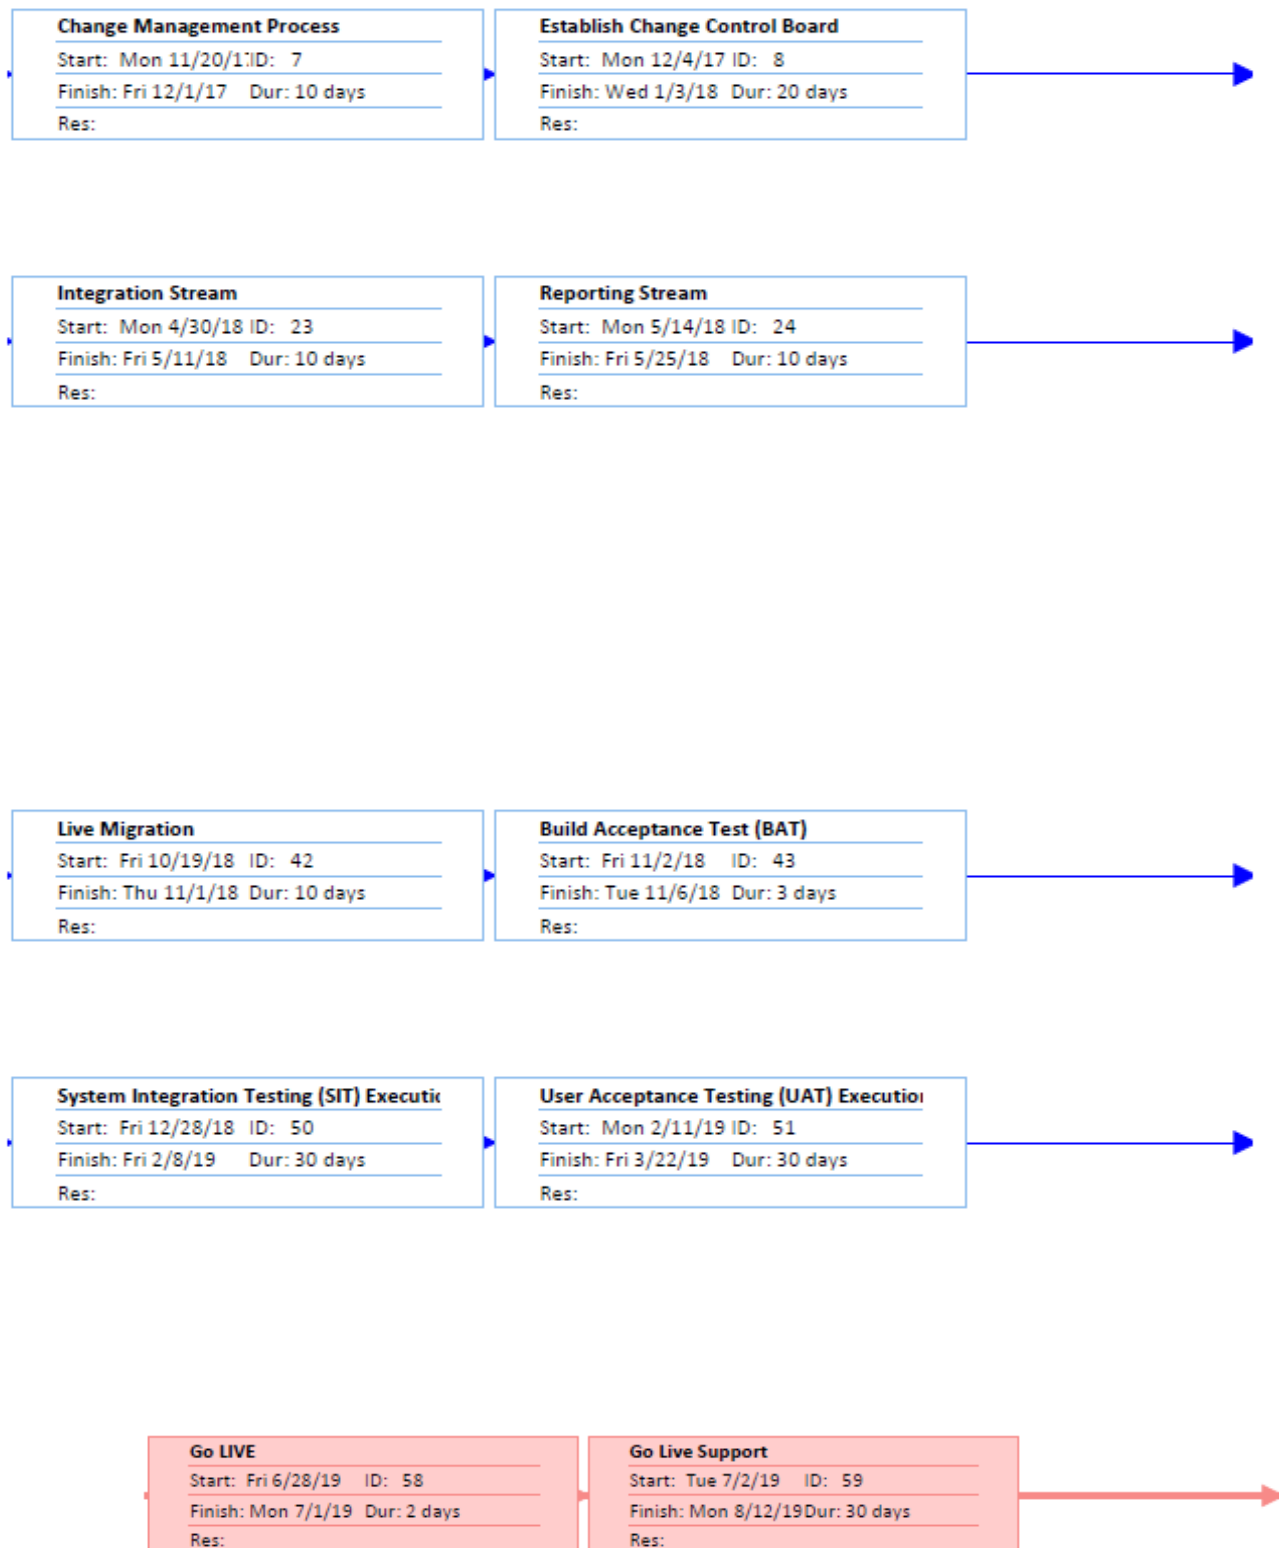 Change Management Process
Start: Mon 11/20/1 ID: 7
Finish: Fri 12/1/17 Dur: 10 days
Res:
Establish Change Control Board
Start: Mon 12/4/17 ID: 8
Finish: Wed 1/3/18 Dur: 20 days
Res:
Integration Stream
Start: Mon 4/30/18 ID: 23
Finish: Fri 5/11/18 Dur: 10 days
Res:
Reporting Stream
Start: Mon 5/14/18 ID: 24
Finish: Fri 5/25/18 Dur: 10 days
Res:
Live Migration
Start: Fri 10/19/18 ID: 42
Finish: Thu 11/1/18 Dur: 10 days
Res:
Build Acceptance Test (BAT)
Start: Fri 11/2/18 ID: 43
Finish: Tue 11/6/18 Dur: 3 days
Res:
System Integration Testing (SIT) Executi
Start: Fri 12/28/18 ID: 50
Finish: Fri 2/8/19 Dur: 30 days
Res:
User Acceptance Testing (UAT) Execution
Start: Mon 2/11/19 ID: 51
Finish: Fri 3/22/19 Dur: 30 days
Res:
Go LIVE
Start: Fri 6/28/19 ID: 58
Finish: Mon 7/1/19 Dur: 2 days
Res:
Go Live Support
Start: Tue 7/2/19 ID: 59
Finish: Mon 8/12/19 Dur: 30 days
Res: